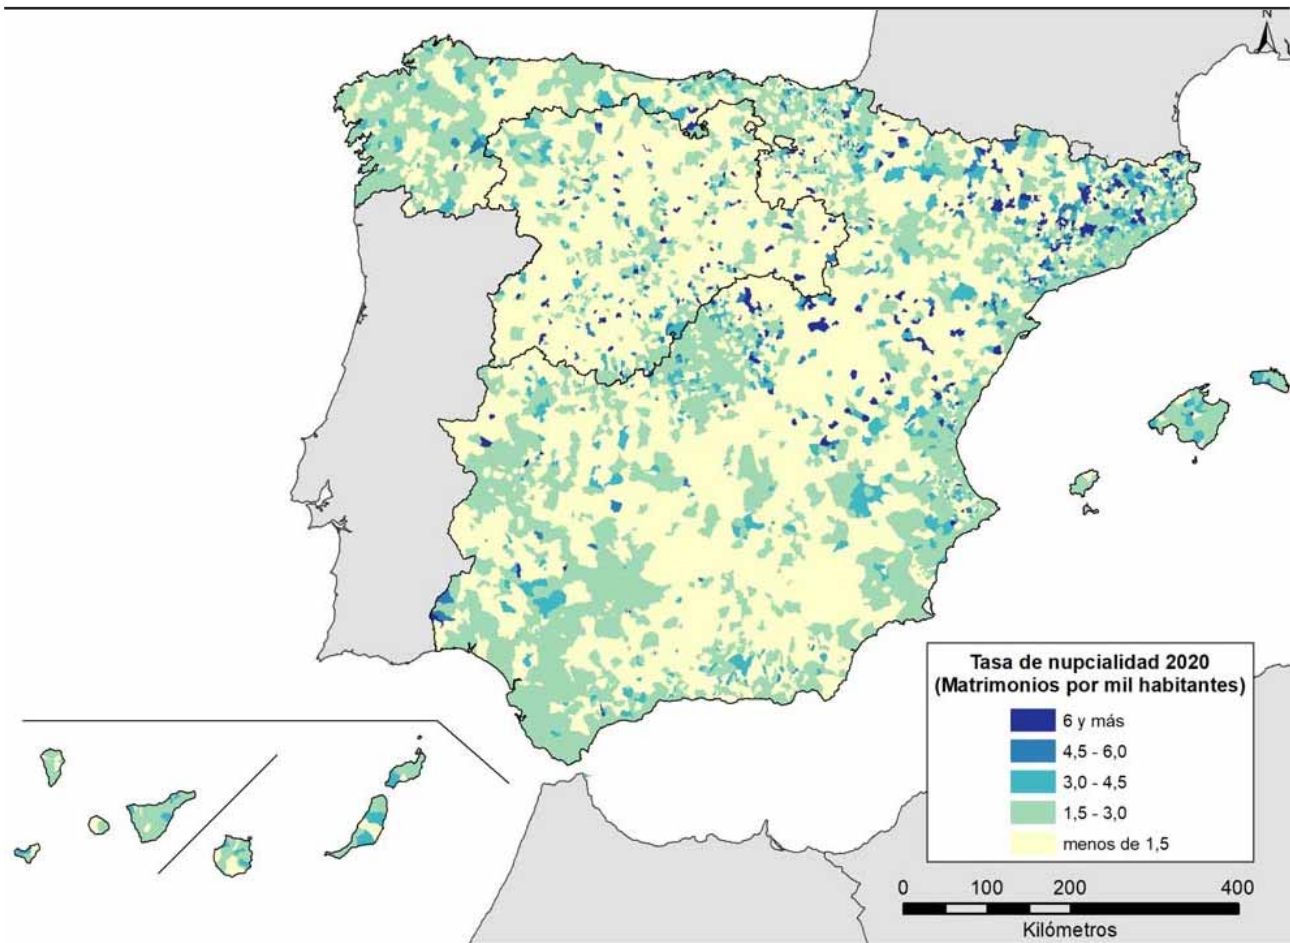 N
Tasa de nupcialidad 2020
(Matrimonios por mil habitantes)
6 y más
4,5 - 6,0
3,0 - 4,5
1,5 - 3,0
menos de 1,5
0 100 200 400
Kilómetros